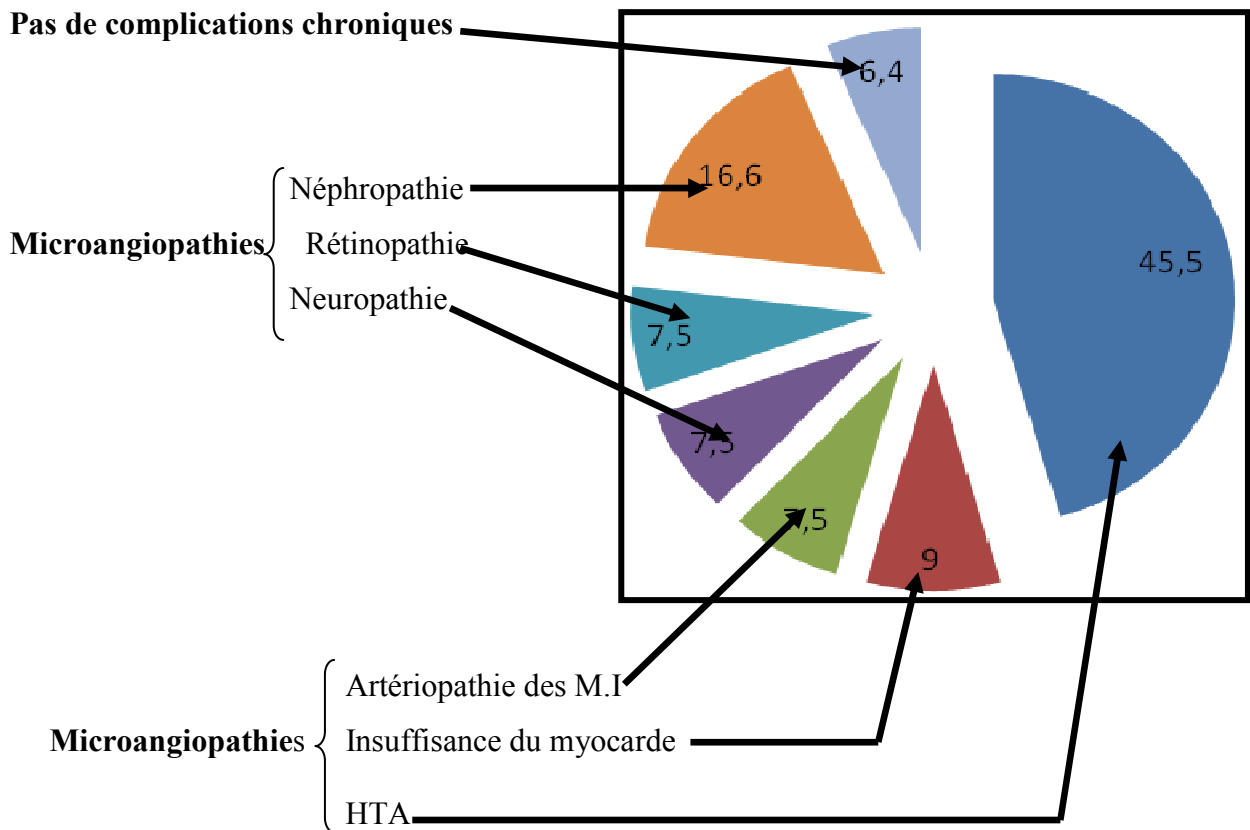 Pas de complications chroniques
6,4
45,5
16,6
Néphropathie
Microangiopathies
Rétinopathie
Neuropathie
7,5
7,5
7,5
9
Artériopathie des M.I
Microangiopathies
Insuffisance du myocarde
HTA